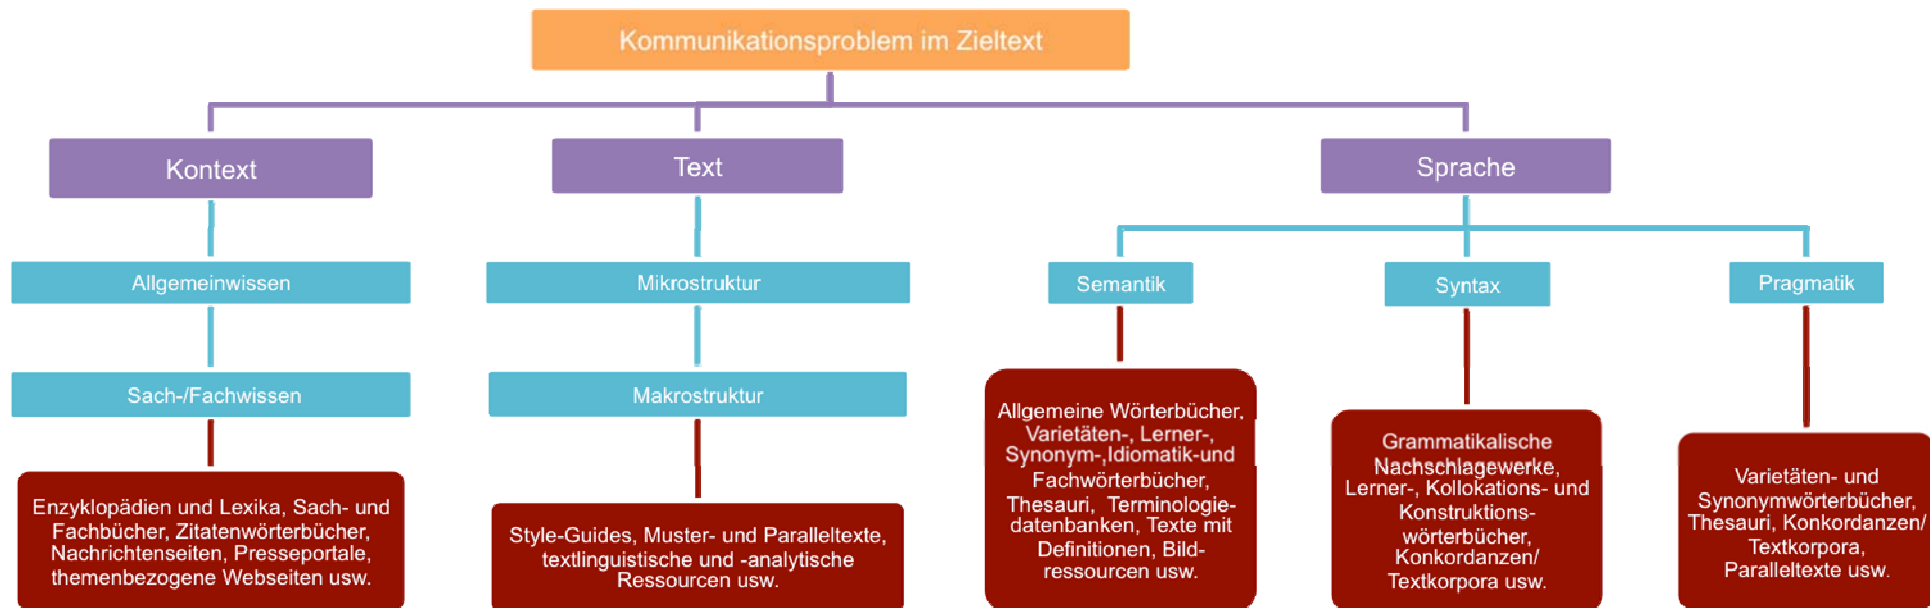 Kommunikationsproblem im Zieltext
Kontext
Text
Sprache
Allgemeinwissen
Mikrostruktur
Semantik
Syntax
Pragmatik
Sach-/Fachwissen
Makrostruktur
Enzyklopädien und Lexika, Sach- und
Fachbücher, Zitatenwörterbücher,
Nachrichtenseiten, Presseportale,
themenbezogene Webseiten usw.
Style-Guides, Muster- und Paralleltexte,
textlinguistische und -analytische
Ressourcen usw.
Allgemeine Wörterbücher,
Varietäten-, Lerner-,
Synonym-,Idiomatik-und
Fachwörterbücher,
Thesauri, Terminologie-
datenbanken, Texte mit
Definitionen, Bild-
ressourcen usw.
Grammatikalische
Nachschlagewerke,
Lerner-, Kollokations- und
Konstruktions-
wörterbücher,
Konkordanzen/
Textkorpora usw.
Varietäten- und
Synonymwörterbücher,
Thesauri, Konkordanzen/
Textkorpora,
Paralleltexte usw.